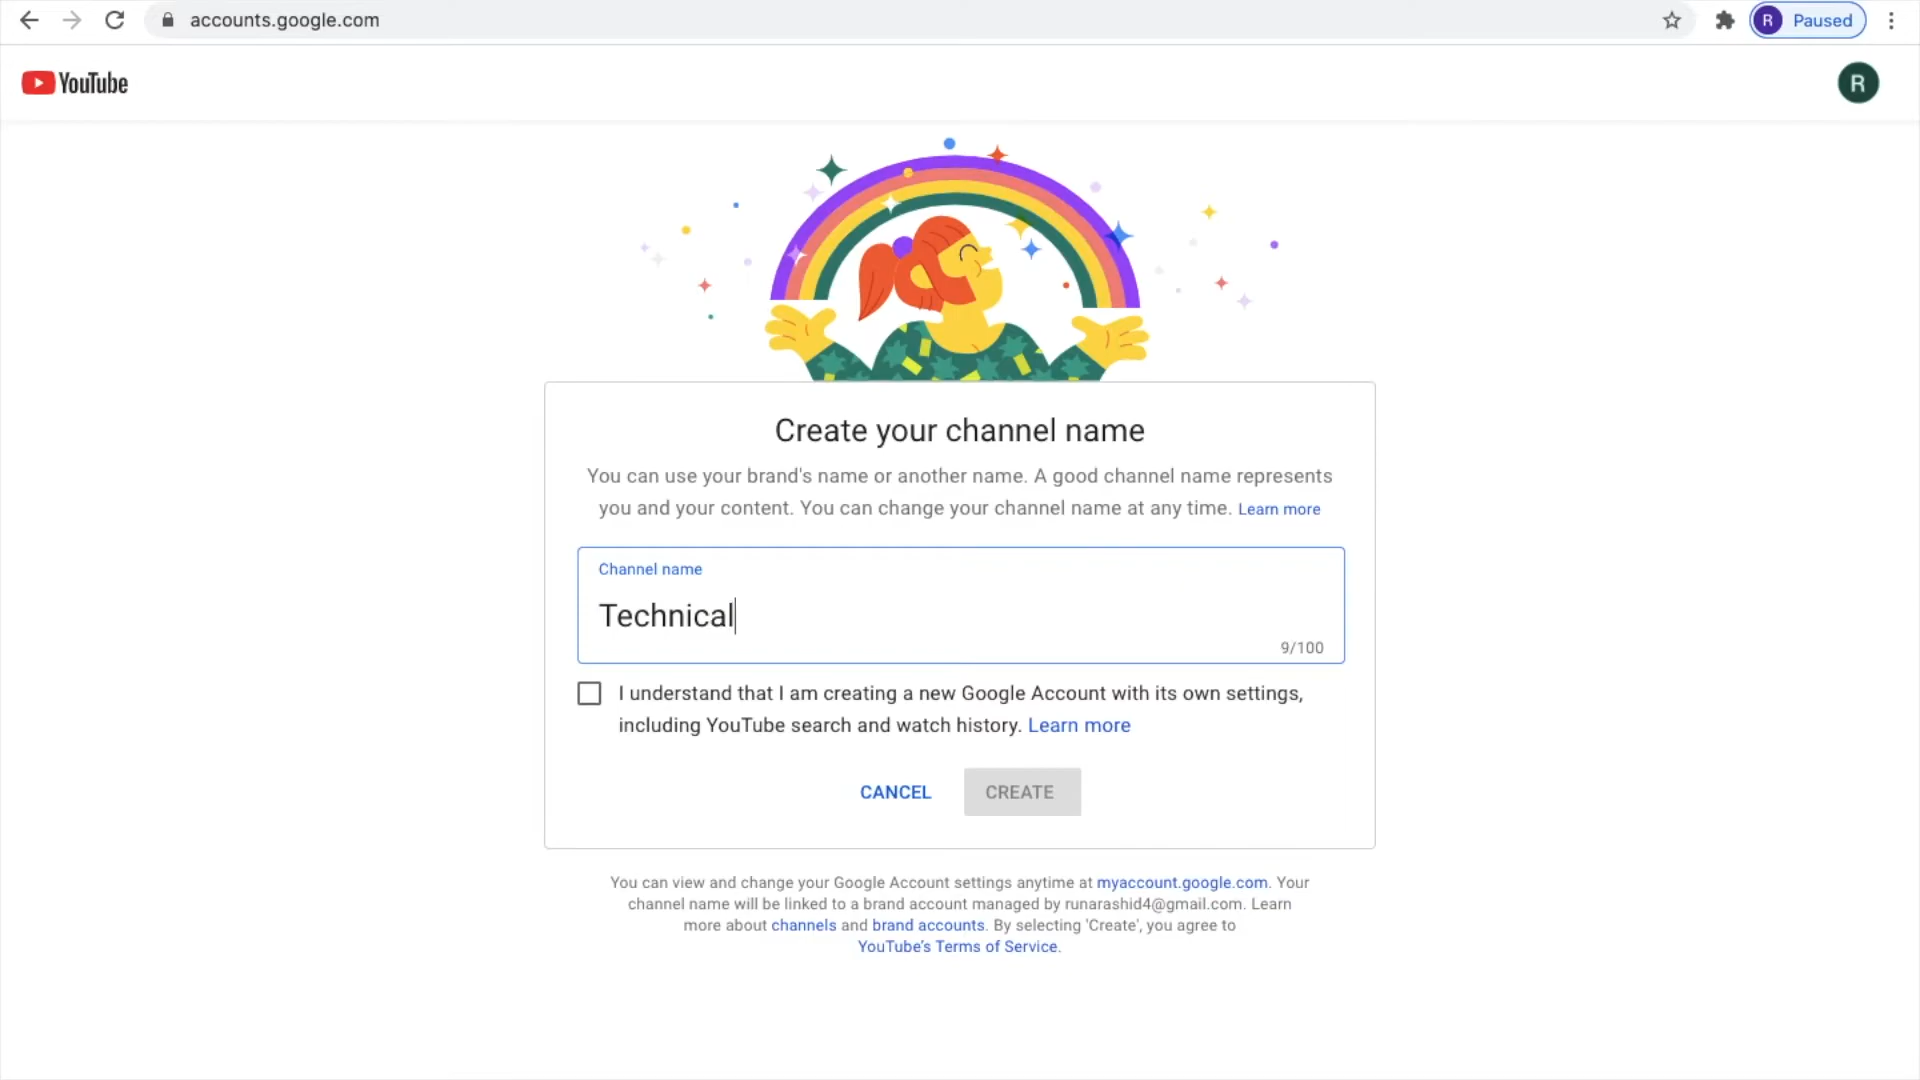 accounts.google.com
R
Paused
YouTube
R
Create your channel name
You can use your brand's name or another name. A good channel name represents
you and your content. You can change your channel name at any time. Learn more
Channel name
Technical
9/100
I understand that I am creating a new Google Account with its own settings,
including YouTube search and watch history. Learn more
CANCEL
CREATE
You can view and change your Google Account settings anytime at myaccount.google.com. Your
channel name will be linked to a brand account managed by runarashid4@gmail.com. Learn
more about channels and brand accounts. By selecting 'Create', you agree to
YouTube's Terms of Service.